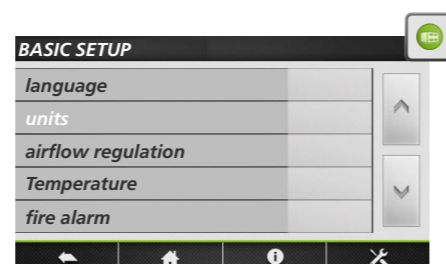 BASIC SETUP
language
units
airflow regulation
Temperature
fire alarm